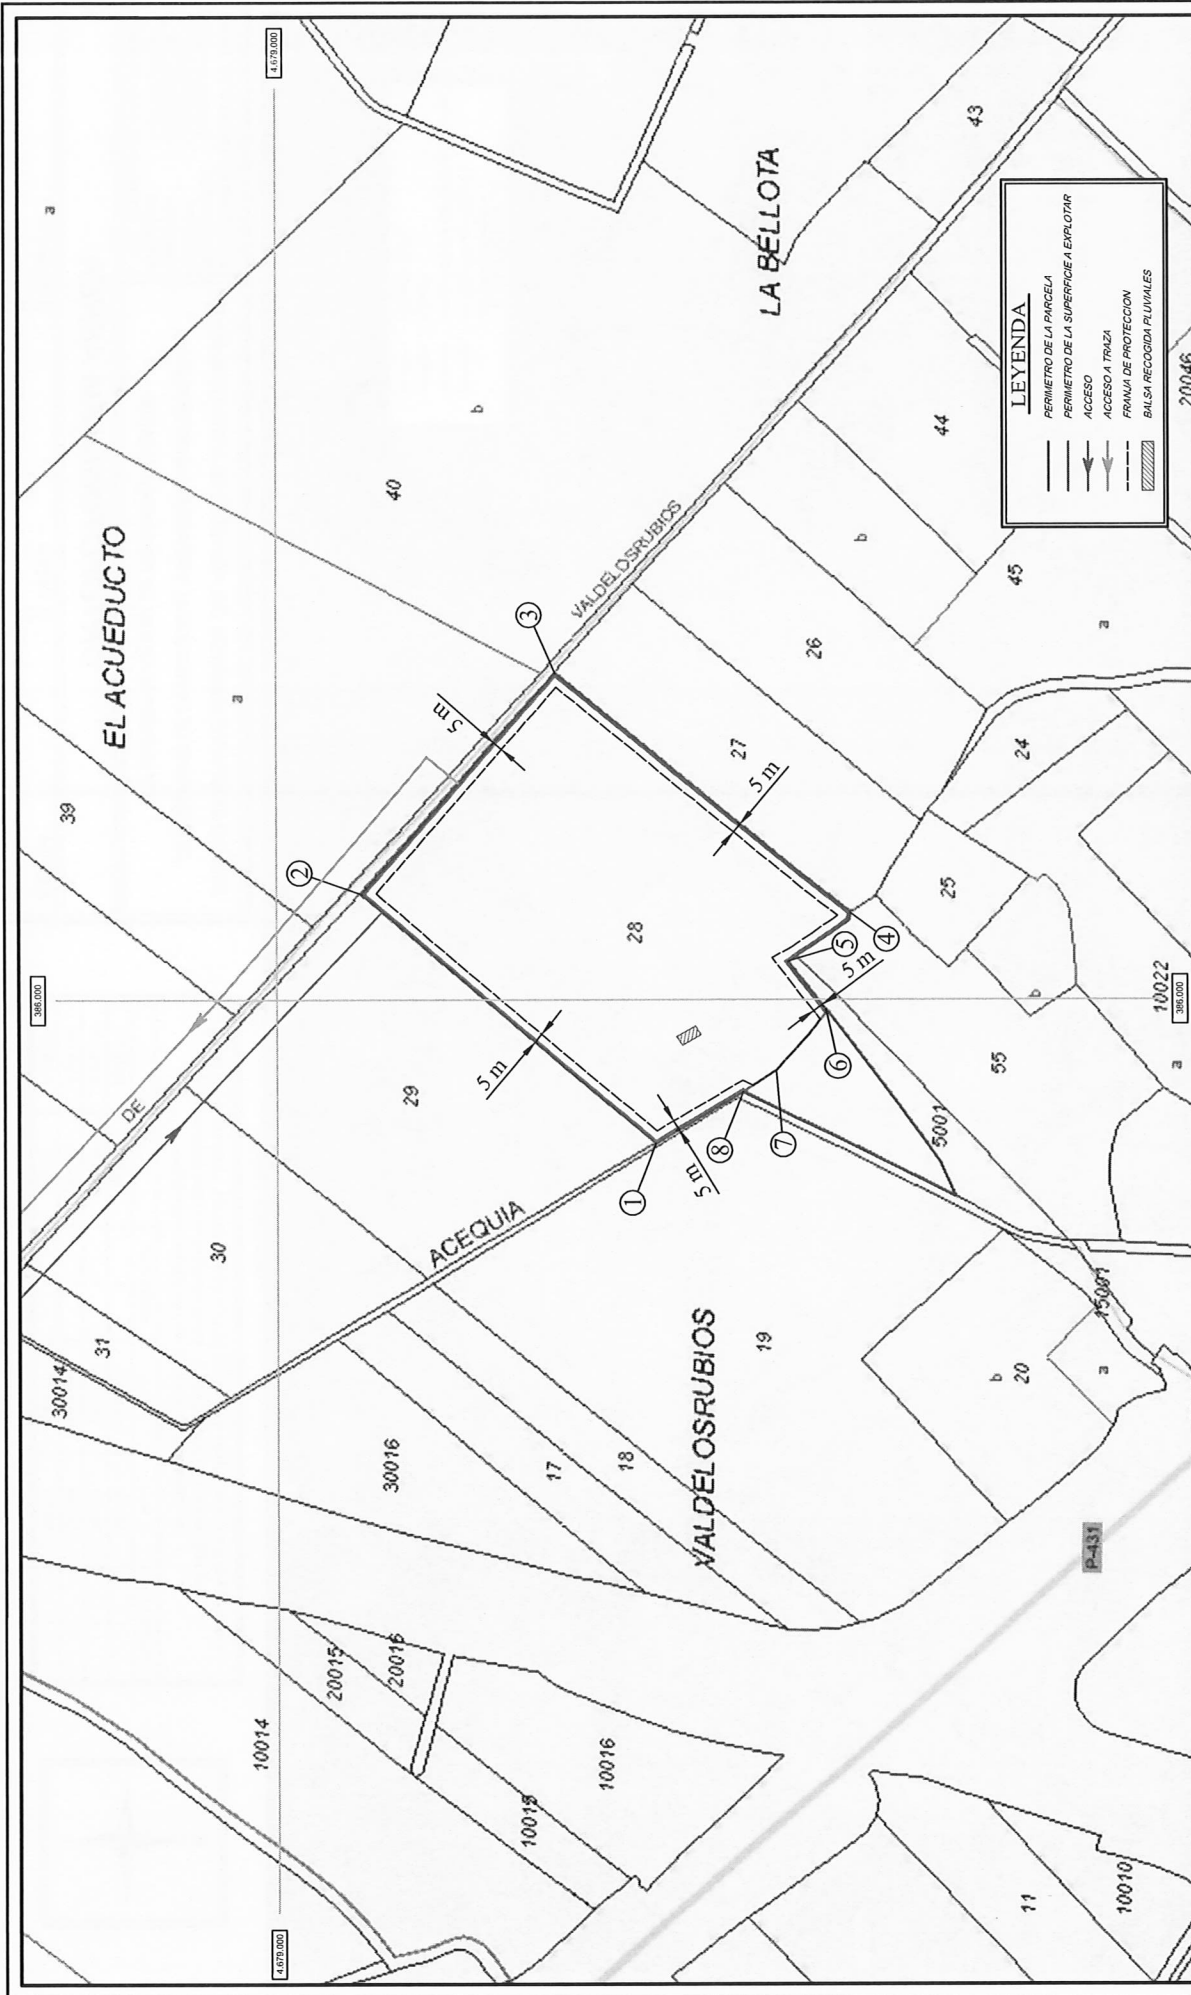 4.679.000
a
43
LA BELLOTA
EL ACUEDUCTO
b
40
a
39
VALDELOSRUBIOS
DE
44
b
45
a
26
27
24
25
b
10022
386.000
386.000
20046
LEYENDA
PERIMETRO DE LA PARCELA
PERIMETRO DE LA SUPERFICIE A EXPLOTAR
ACCESO
ACCESO A TRAZA
FRANJA DE PROTECCION
BALSA RECOGIDA PLUVIALES
5 m
5 m
5 m
5 m
5 m
1
2
3
4
5
6
7
8
28
29
30
31
30014
ACEQUIA
55
a
5001
15001
19
b
20
a
VALDELOSRUBIOS
30016
17
18
P-431
20015
20016
10014
10016
11
10010
4.679.000